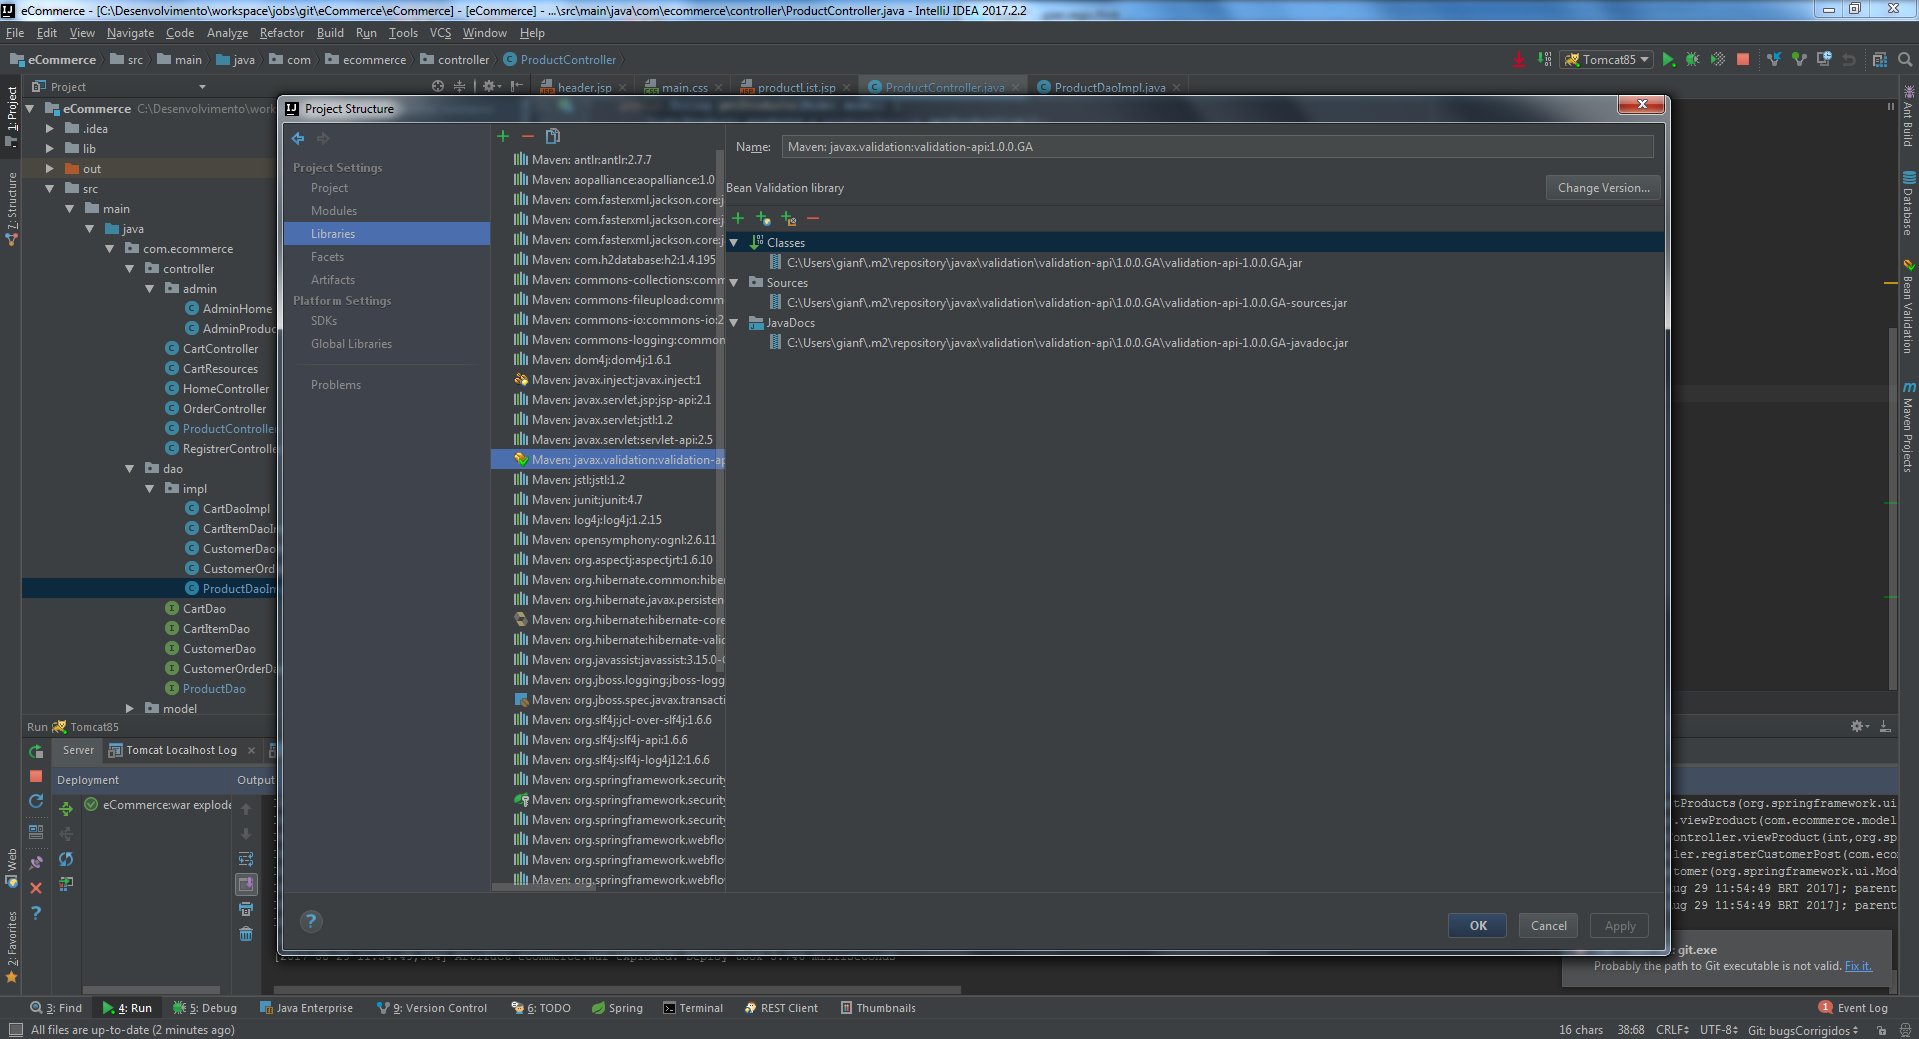 eCommerce - [C:\Desenvolvimento\workspace\jobs\git\eCommerce\eCommerce] - [eCommerce] - ...\src\main\java\com\ecommerce\controller\ProductController.java - IntelliJ IDEA 2017.2.2
File Edit View Navigate Code Analyze Refactor Build Run Tools VCS Window Help
eCommerce src main java com ecommerce controller ProductController
Tomcat85
Project
header.jsp main.css productList.jsp ProductController.java ProductDaoImpl.java
1: Project
7: Structure
Web
2: Favorites
eCommerce C:\Desenvolvimento\work
.idea
lib
out
src
main
java
com.ecommerce
controller
admin
AdminHome
AdminProduc
CartController
CartResources
HomeController
OrderController
ProductController
RegistrerControlle
dao
impl
CartDaoImpl
CartItemDaoI
CustomerDao
CustomerOrd
ProductDaoIm
CartDao
CartItemDao
CustomerDao
CustomerOrderDa
ProductDao
model
Project Structure
Project Settings
Project
Modules
Libraries
Facets
Artifacts
Platform Settings
SDKs
Global Libraries
Problems
Maven: antlr:antlr:2.7.7
Maven: aopalliance:aopalliance:1.0
Maven: com.fasterxml.jackson.core:j
Maven: com.fasterxml.jackson.core:j
Maven: com.fasterxml.jackson.core:j
Maven: com.h2database:h2:1.4.195
Maven: commons-collections:comm
Maven: commons-fileupload:comm
Maven: commons-io:commons-io:2
Maven: commons-logging:common
Maven: dom4j:dom4j:1.6.1
Maven: javax.inject:javax.inject:1
Maven: javax.servlet.jsp:jsp-api:2.1
Maven: javax.servlet:jstl:1.2
Maven: javax.servlet:servlet-api:2.5
Maven: javax.validation:validation-ap
Maven: jstl:jstl:1.2
Maven: junit:junit:4.7
Maven: log4j:log4j:1.2.15
Maven: opensymphony:ognl:2.6.11
Maven: org.aspectj:aspectjrt:1.6.10
Maven: org.hibernate.common:hibe
Maven: org.hibernate.javax.persisten
Maven: org.hibernate:hibernate-core
Maven: org.hibernate:hibernate-valid
Maven: org.javassist:javassist:3.15.0-G
Maven: org.jboss.logging:jboss-logg
Maven: org.jboss.spec.javax.transacti
Maven: org.slf4j:jcl-over-slf4j:1.6.6
Maven: org.slf4j:slf4j-api:1.6.6
Maven: org.slf4j:slf4j-log4j12:1.6.6
Maven: org.springframework.security
Maven: org.springframework.security
Maven: org.springframework.security
Maven: org.springframework.webflo
Maven: org.springframework.webflo
Maven: org.springframework.webflo
Name: Maven: javax.validation:validation-api:1.0.0.GA
Bean Validation library
Change Version...
Classes
C:\Users\gianf\.m2\repository\javax\validation\validation-api\1.0.0.GA\validation-api-1.0.0.GA.jar
Sources
C:\Users\gianf\.m2\repository\javax\validation\validation-api\1.0.0.GA\validation-api-1.0.0.GA-sources.jar
JavaDocs
C:\Users\gianf\.m2\repository\javax\validation\validation-api\1.0.0.GA\validation-api-1.0.0.GA-javadoc.jar
OK Cancel Apply
Ant Build
Database
Bean Validation
Maven Projects
Run Tomcat85
Server Tomcat Localhost Log
Deployment Output
eCommerce:war explode
tProducts(org.springframework.ui
.viewProduct(com.ecommerce.model
ontroller.viewProduct(int,org.sp
ler.registerCustomerPost(com.eco
tomer(org.springframework.ui.Mod
ug 29 11:54:49 BRT 2017]; parent
ug 29 11:54:49 BRT 2017]; parent
git.exe
Probably the path to Git executable is not valid. Fix it.
3: Find 4: Run 5: Debug Java Enterprise 9: Version Control 6: TODO Spring Terminal REST Client Thumbnails 1 Event Log
All files are up-to-date (2 minutes ago) 16 chars 38:68 CRLF UTF-8 Git: bugsCorrigidos